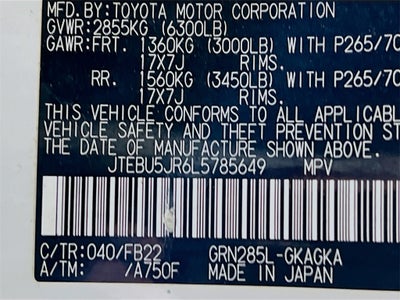 MFD.BY:TOYOTA MOTOR CORPORATION
GVWR:2855KG (6300LB)
GAWR:FRT. 1360KG (3000LB) WITH P265/70
17X7J RIMS.
RR. 1560KG (3450LB) WITH P265/70
17X7J RIMS.
THIS VEHICLE CONFORMS TO ALL APPLICABL
VEHICLE SAFETY AND THEFT
THE DATE OF MANUFACTURE SHOWN ABOVE.
JTEBU5JR6L5785649 MPV
C/TR:040/FB22 GRN285L-GKAGKA
A/TM: /A750F MADE IN JAPAN